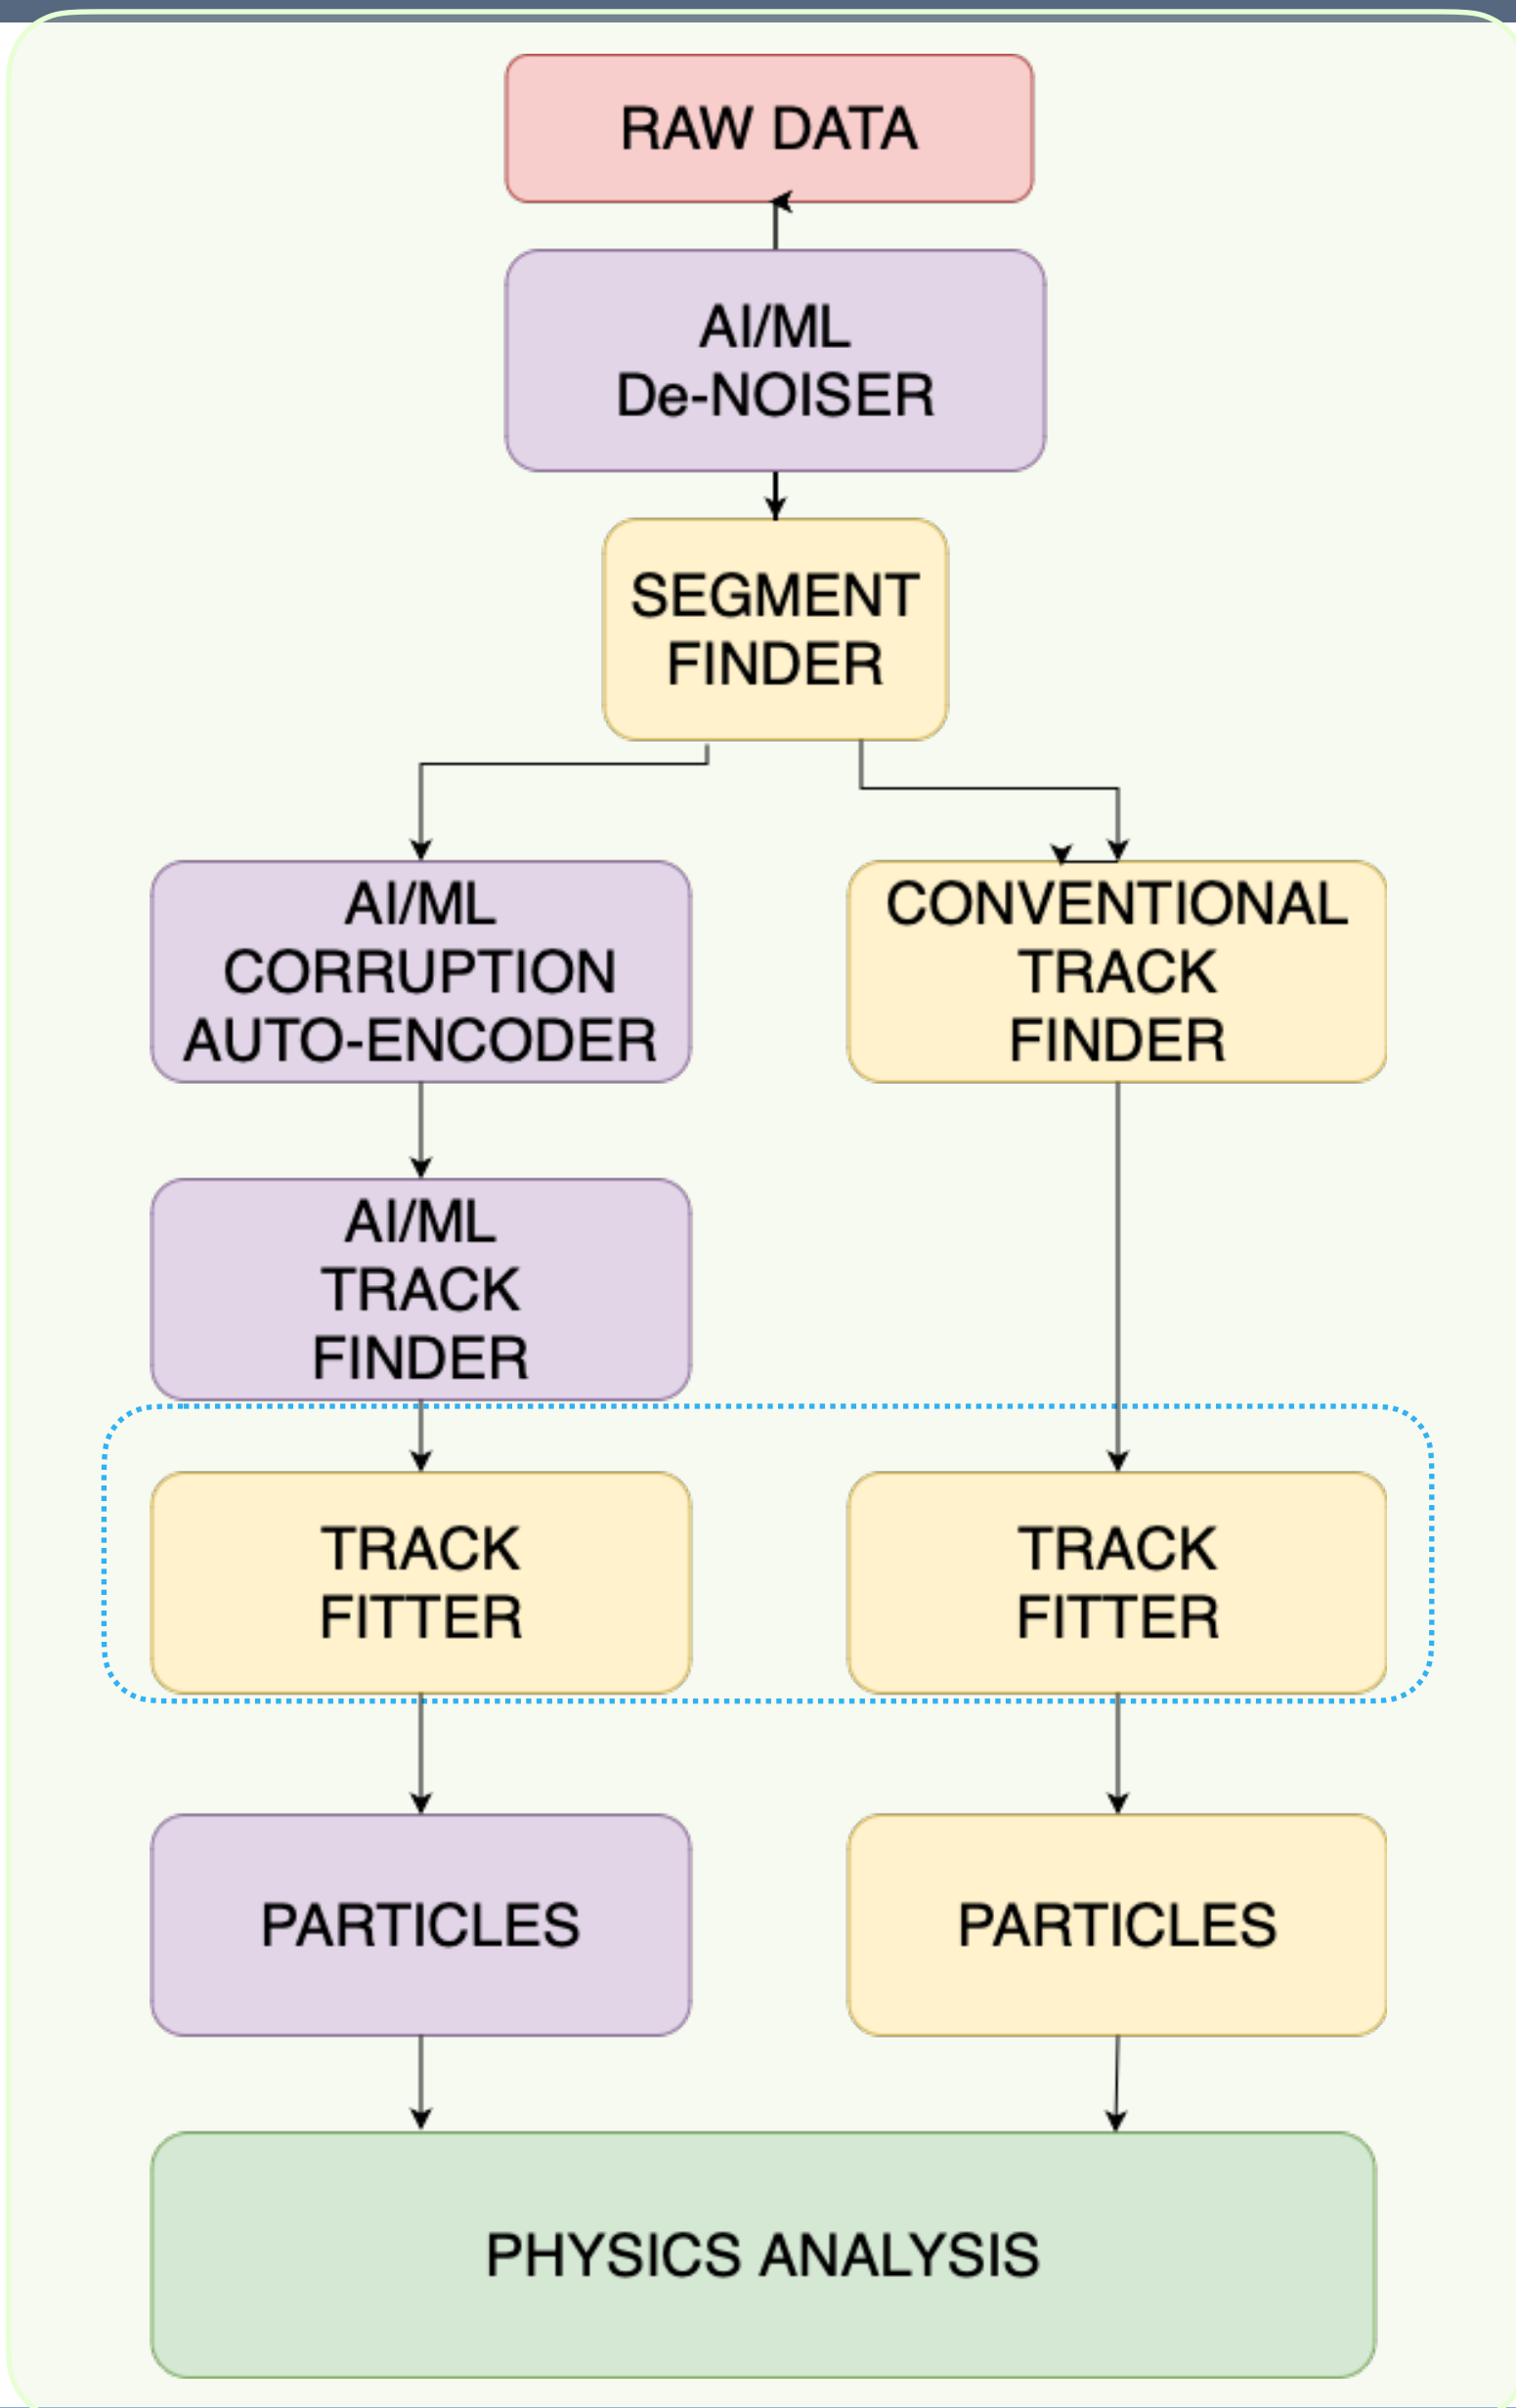 RAW DATA
AI/ML
De-NOISER
SEGMENT
FINDER
AI/ML
CORRUPTION
AUTO-ENCODER
CONVENTIONAL
TRACK
FINDER
AI/ML
TRACK
FINDER
TRACK
FITTER
TRACK
FITTER
PARTICLES
PARTICLES
PHYSICS ANALYSIS